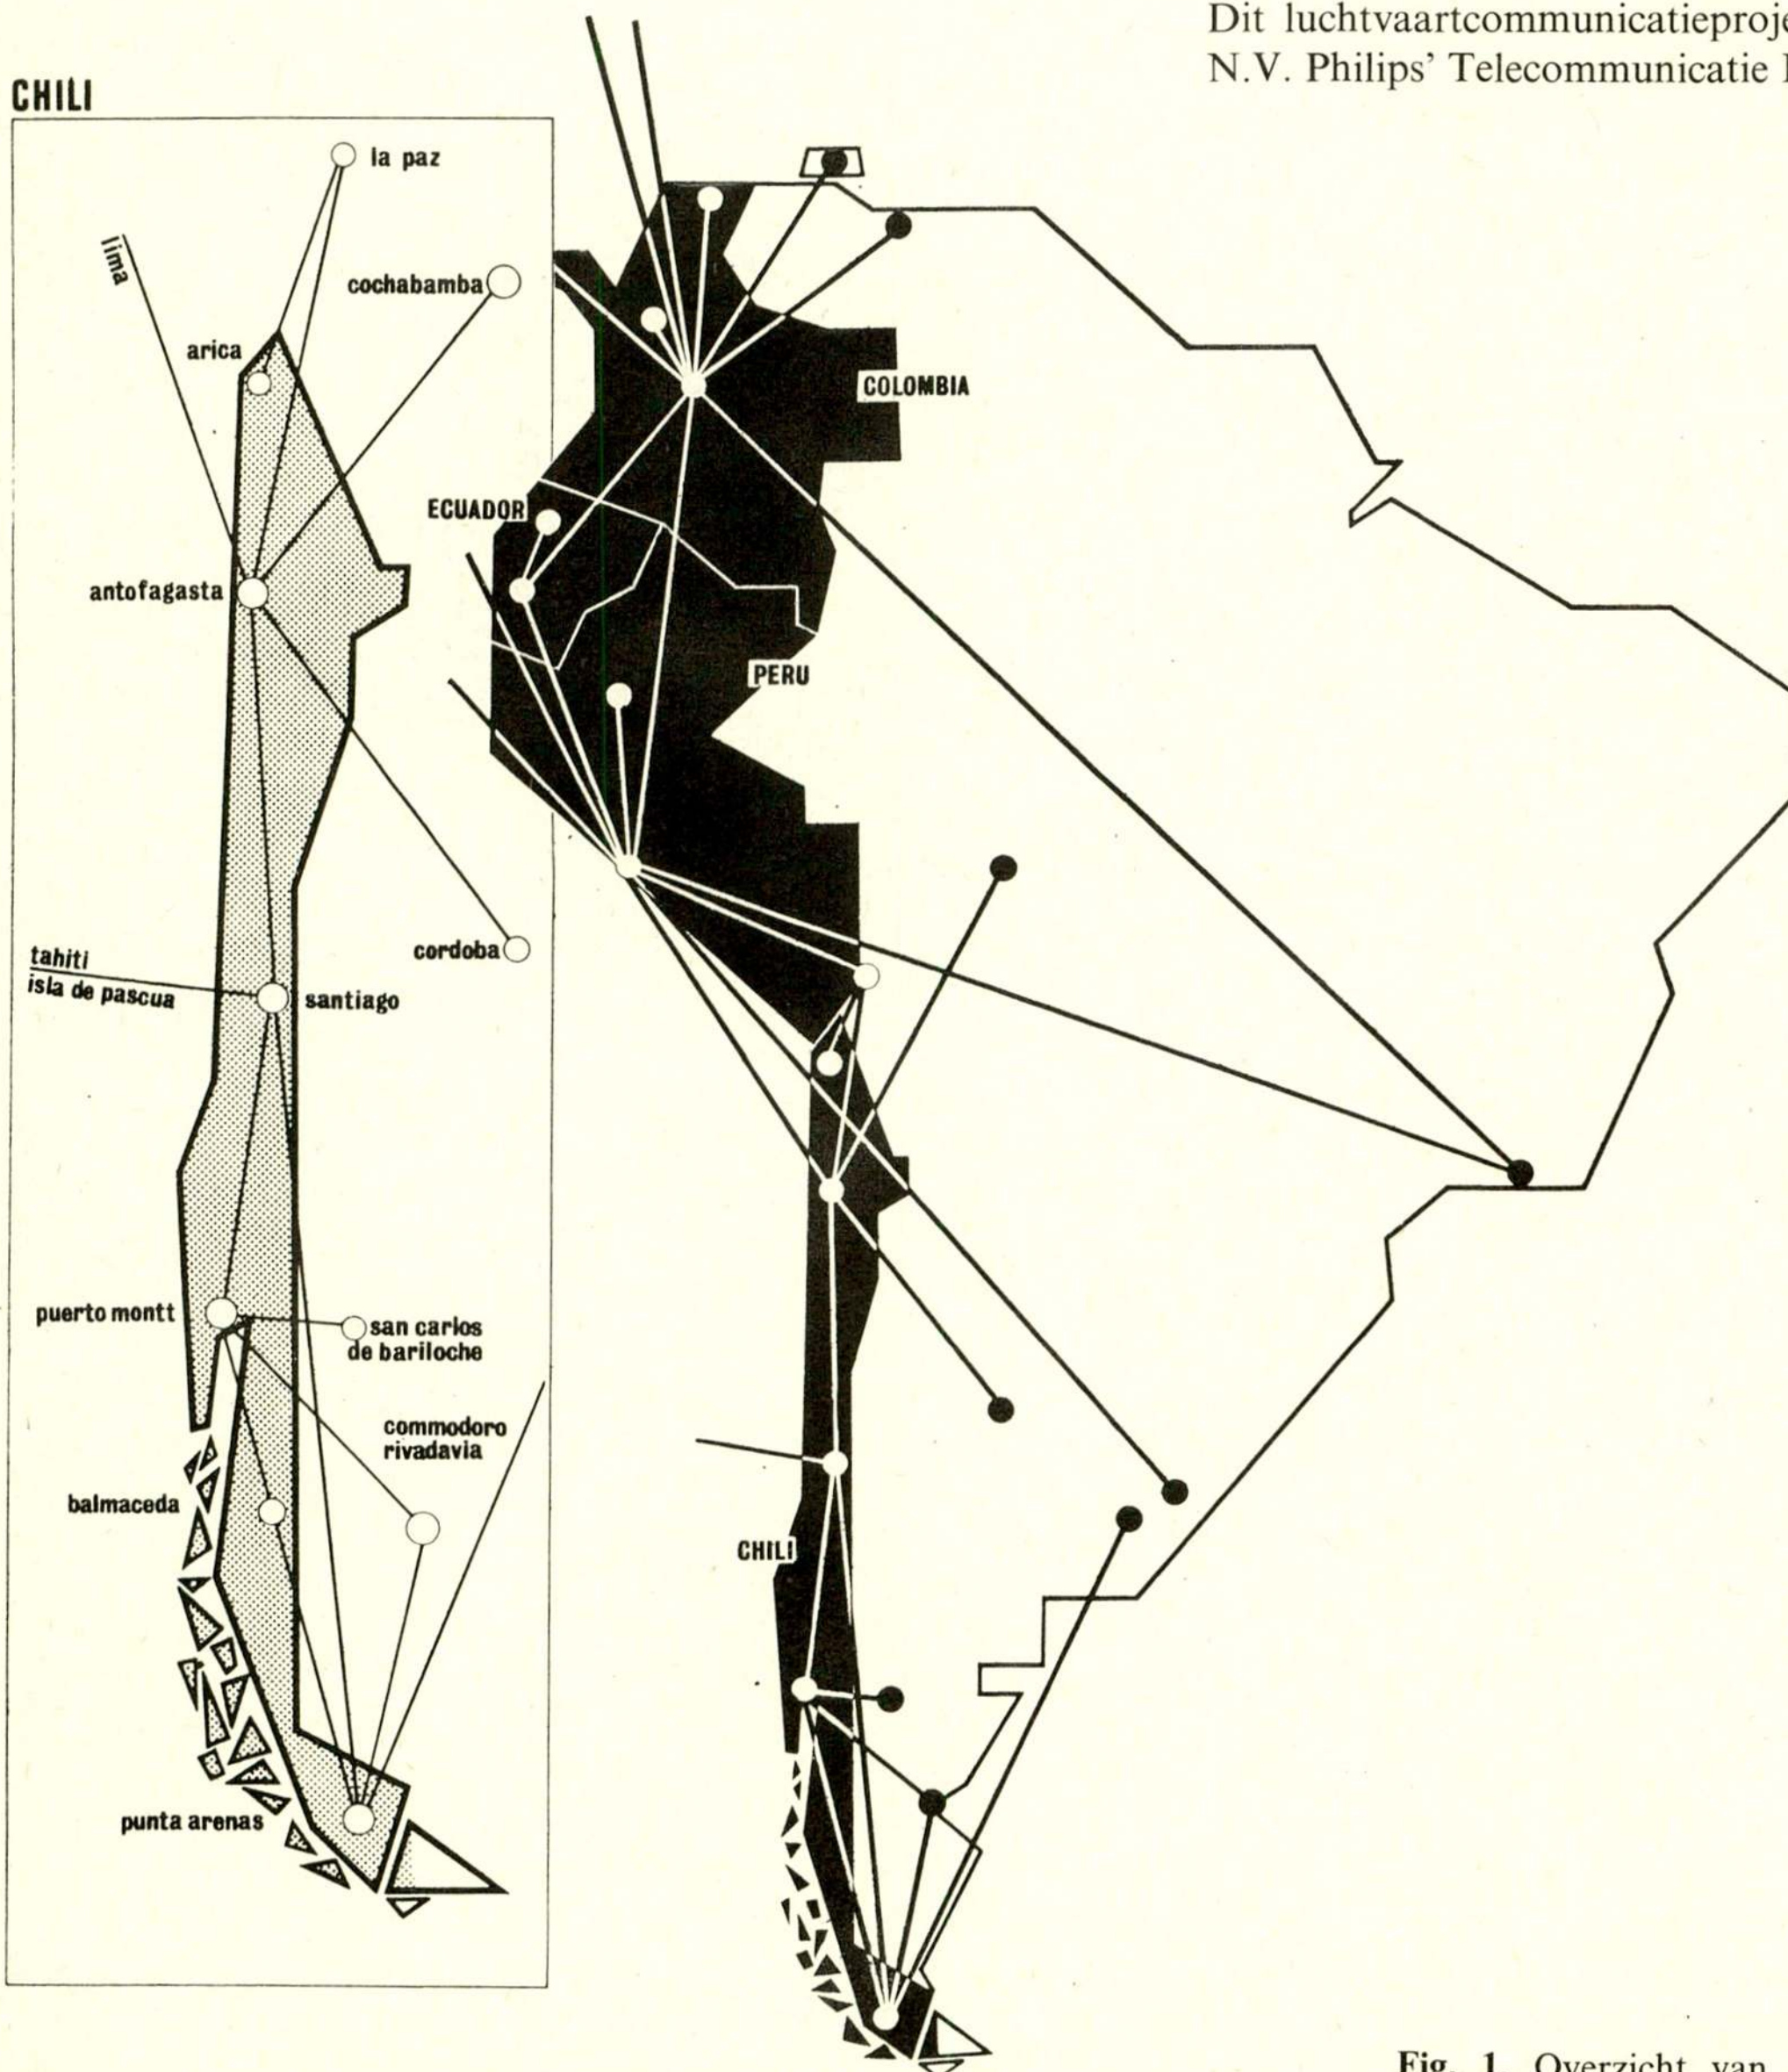 Dit luchtvaartcommunicatieproje
N.V. Philips' Telecommunicatie
CHILI
la paz
lima
cochabamba
arica
antofagasta
cordoba
tahiti
isla de pascua
santiago
puerto montt
san carlos
de bariloche
commodoro
rivadavia
balmaceda
punta arenas
COLOMBIA
ECUADOR
PERU
CHILI
Fig. 1. Overzicht van